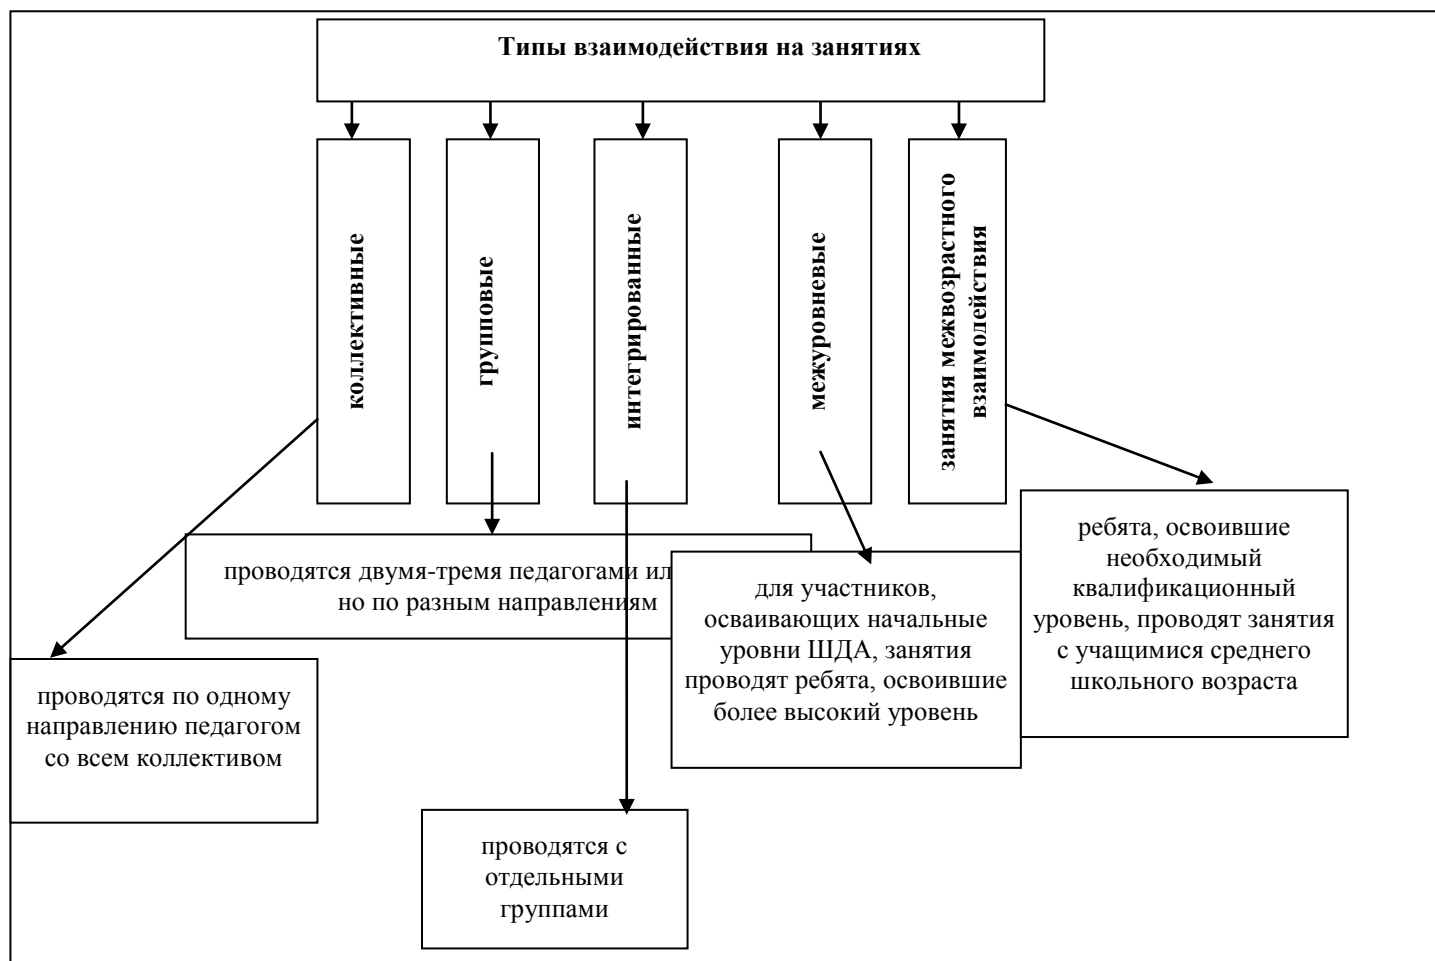 Типы взаимодействия на занятиях
коллективные
групповые
интегрированные
межуровневые
занятия межвозрастного
взаимодействия
проводятся двумя-тремя педагогами
но по разным направлениям
для участников,
осваивающих начальные
уровни ЩДА, занятия
проводят ребята, освоившие
более высокий уровень
ребята, освоившие
необходимый
квалификационный
уровень, проводят занятия
с учащимися среднего
школьного возраста
проводятся по одному
направлению педагогом
со всем коллективом
проводятся с
отдельными
группами